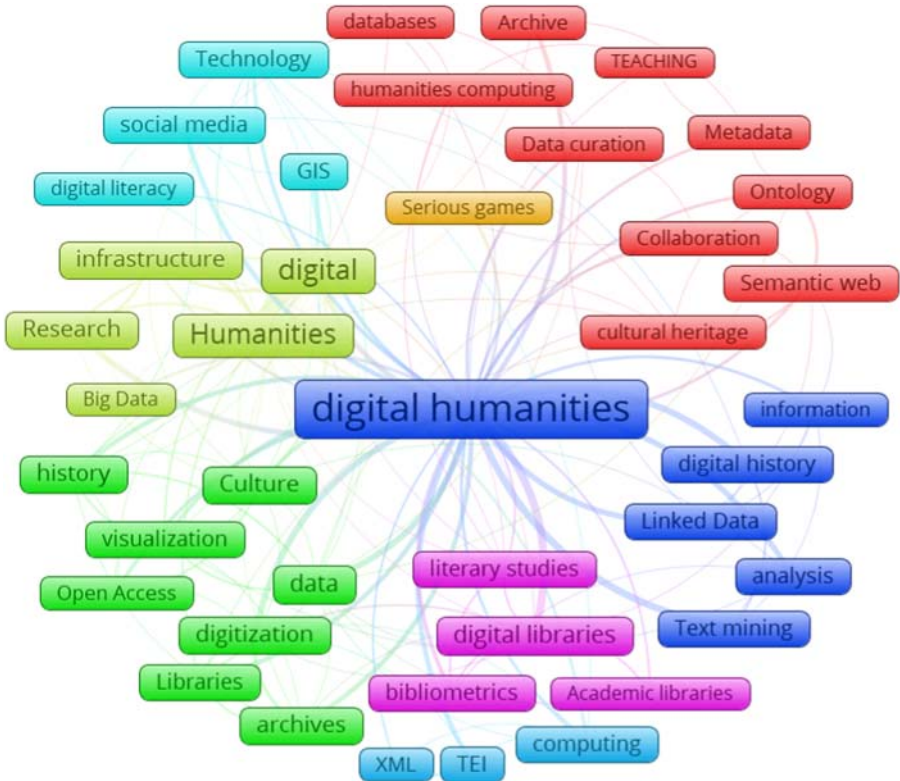 databases
Archive
Technology
TEACHING
humanities computing
social media
Metadata
Data curation
GIS
digital literacy
Ontology
Serious games
Collaboration
infrastructure
digital
Semantic web
Research
Humanities
cultural heritage
Big Data
digital humanities
information
history
Culture
digital history
Linked Data
visualization
literary studies
analysis
Open Access
data
digitization
digital libraries
Text mining
Libraries
bibliometrics
Academic libraries
archives
computing
XML
TEI